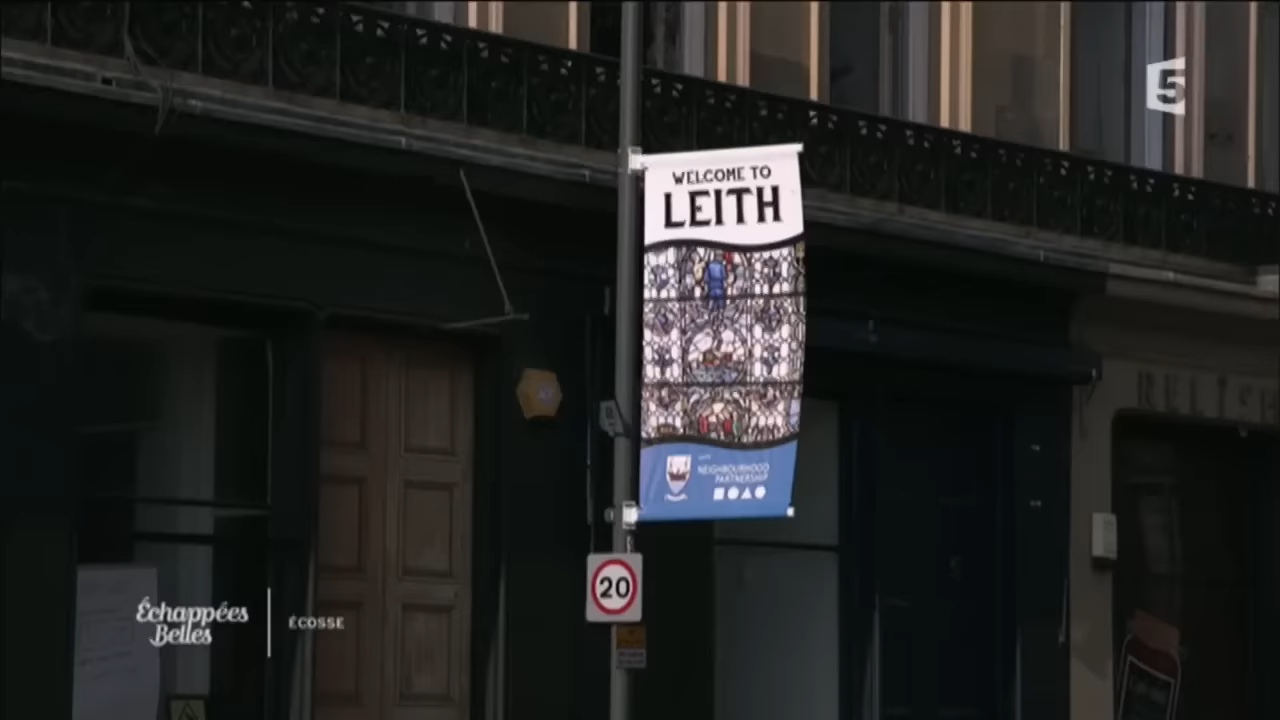 5
WELCOME TO
LEITH
NEIGHBOURHOOD
PARTNERSHIP
20
Échappées
Belles
ÉCOSSE